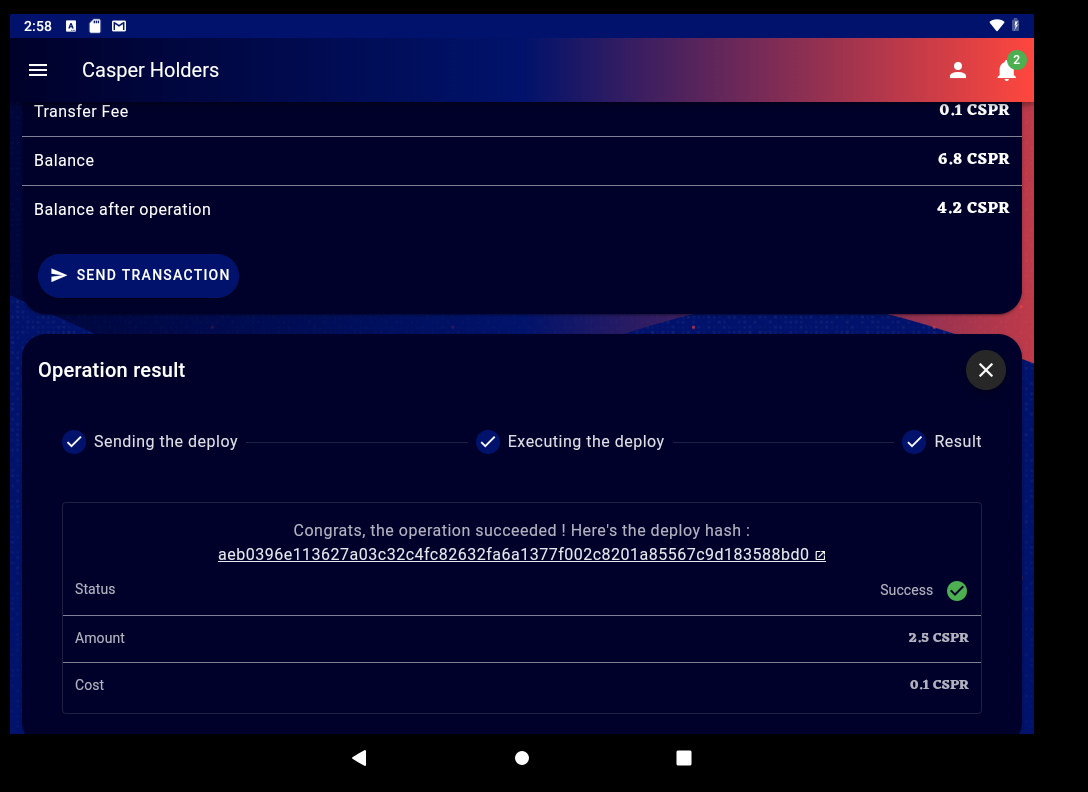 2:58
Casper Holders
2
Transfer Fee 0.1 CSPR
Balance 6.8 CSPR
Balance after operation 4.2 CSPR
SEND TRANSACTION
Operation result
Sending the deploy Executing the deploy Result
Congrats, the operation succeeded ! Here's the deploy hash :
aeb0396e113627a03c32c4fc82632fa6a1377f002c8201a85567c9d183588bd0
Status Success
Amount 2.5 CSPR
Cost 0.1 CSPR